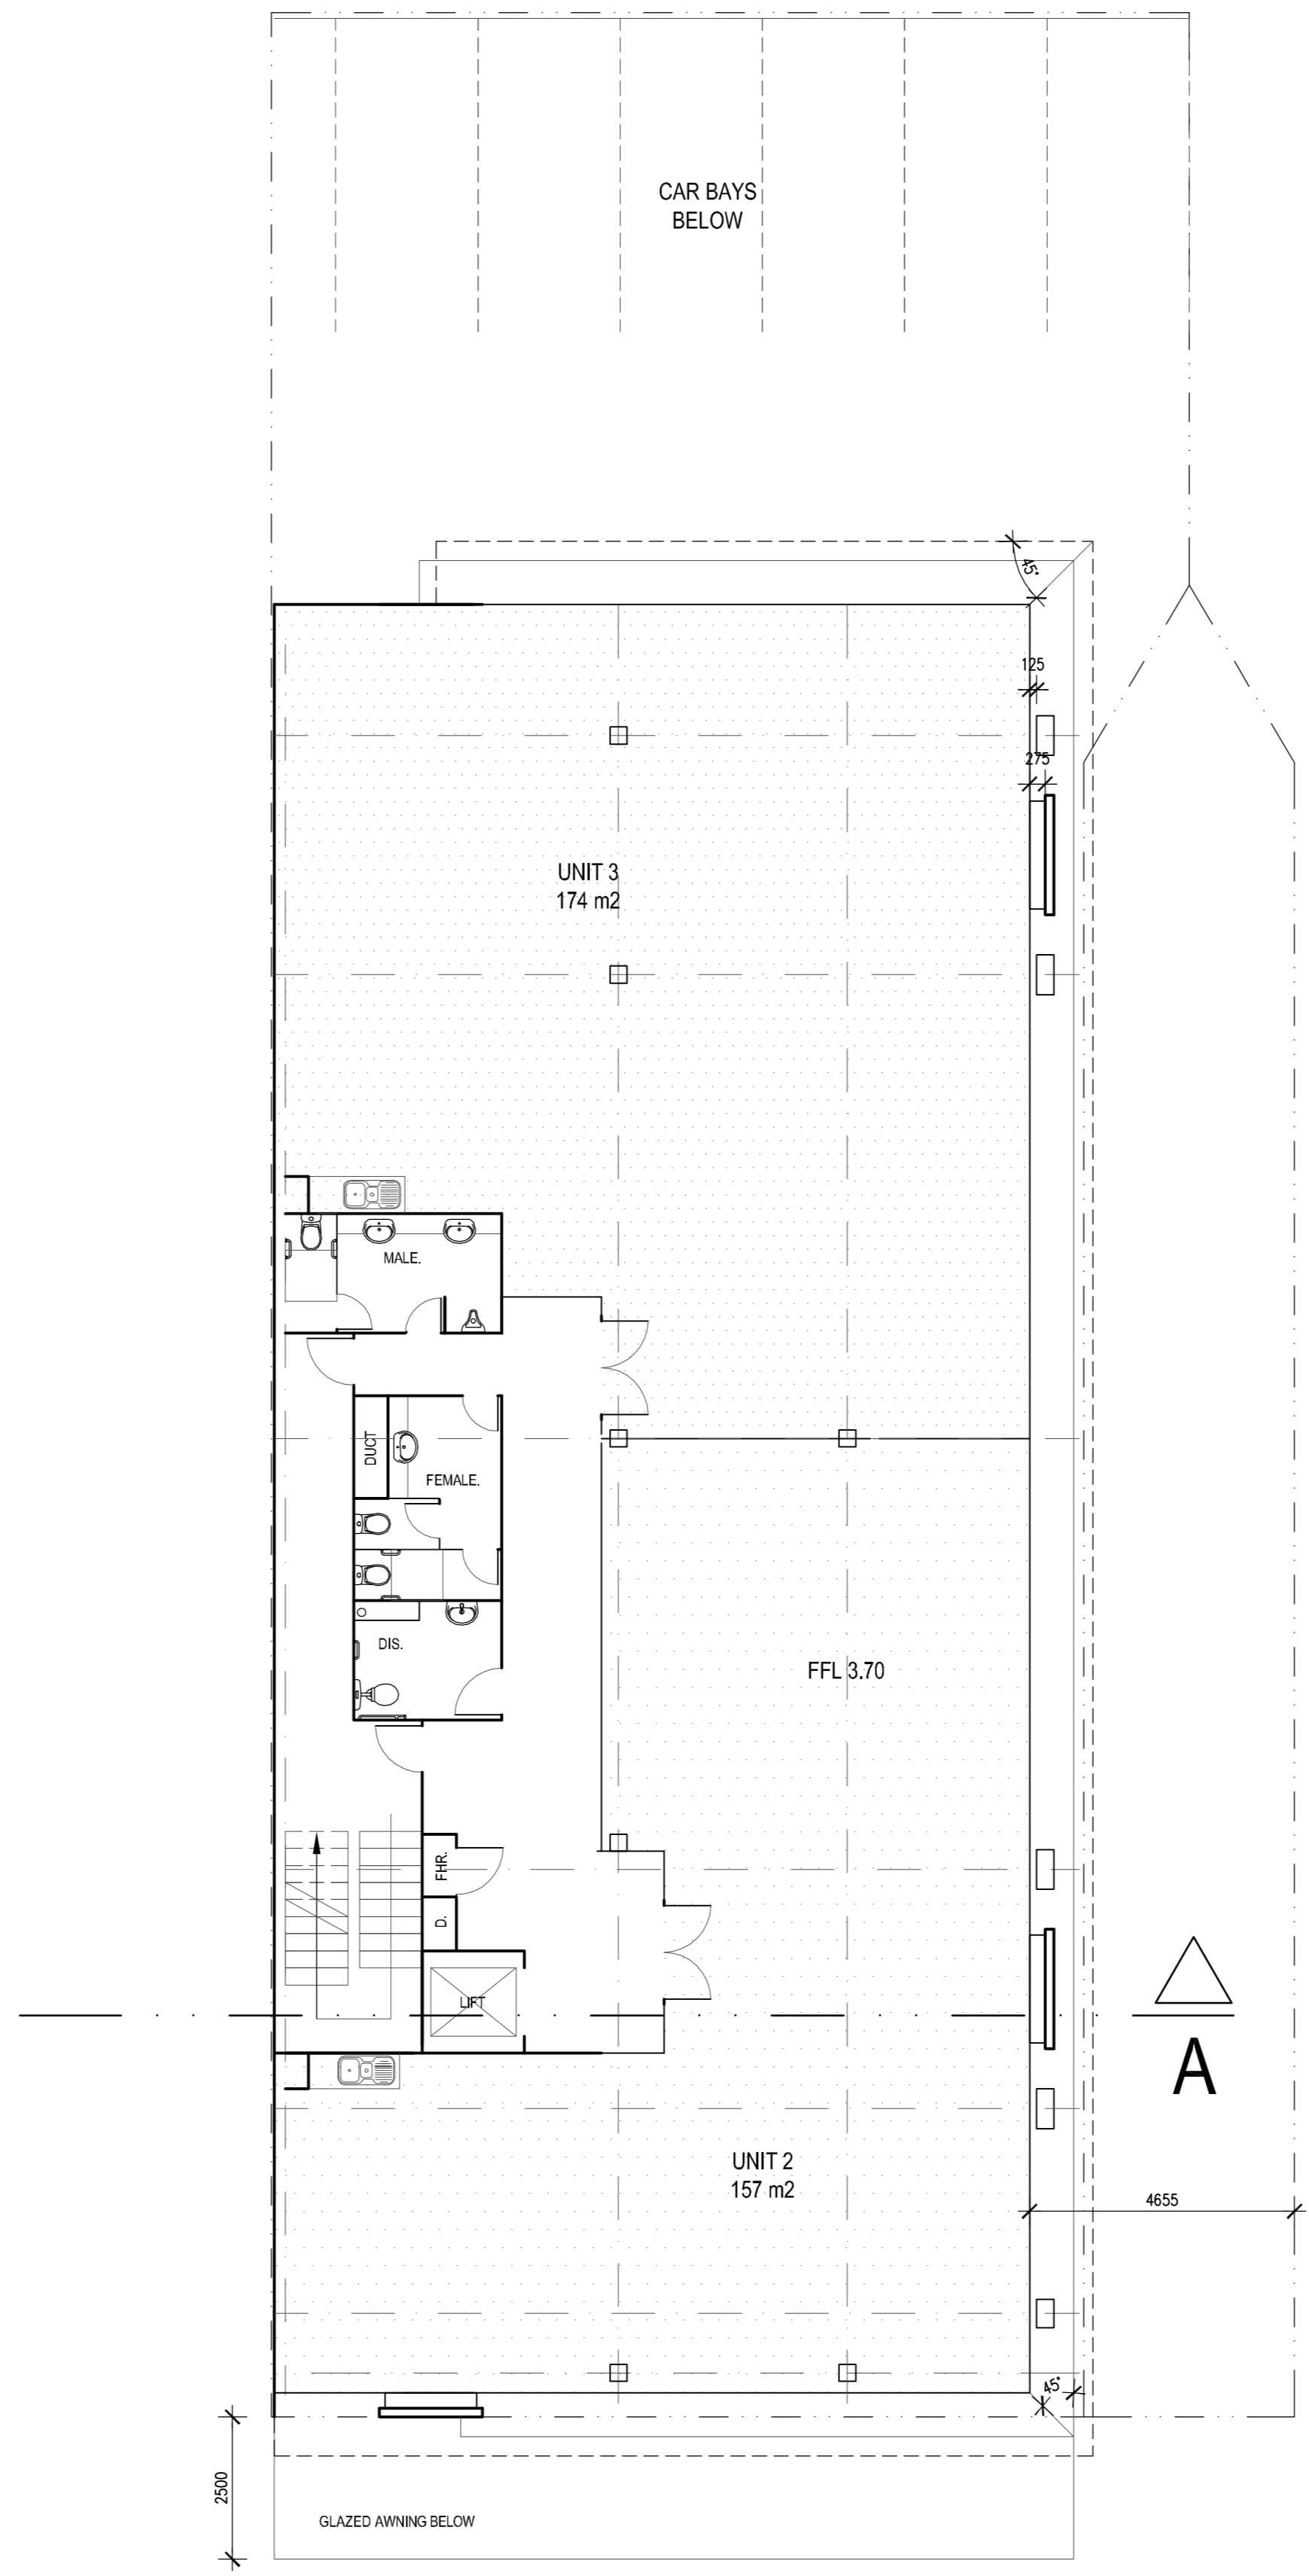 CAR BAYS
BELOW
45°
125
275
UNIT 3
174 m2
MALE.
DUCT
FEMALE.
DIS.
FFL 3.70
FHR.
D.
LIFT
A
UNIT 2
157 m2
4655
45°
2500
GLAZED AWNING BELOW